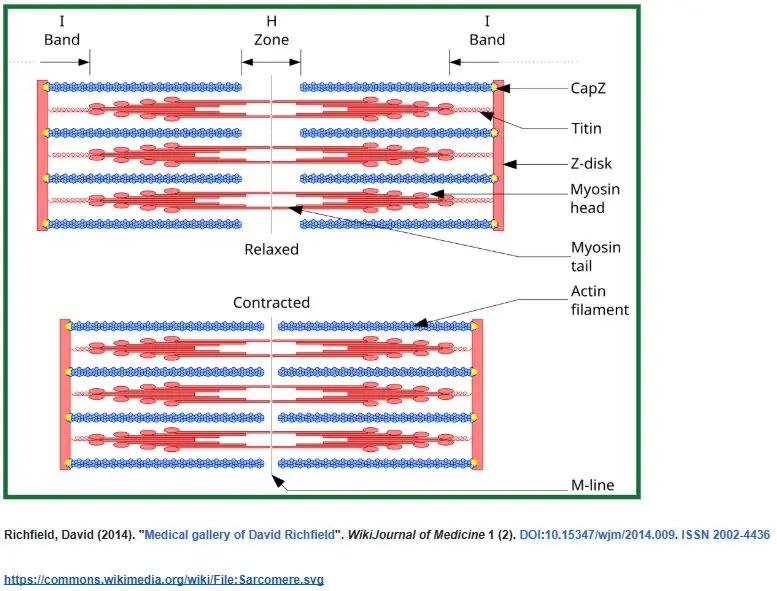 I
Band
H
Zone
I
Band
CapZ
Titin
Z-disk
Myosin
head
Relaxed
Myosin
tail
Contracted
Actin
filament
M-line
Richfield, David (2014). "Medical gallery of David Richfield". WikiJournal of Medicine 1 (2). DOI:10.15347/wjm/2014.009. ISSN 2002-4436
https://commons.wikimedia.org/wiki/File:Sarcomere.svg